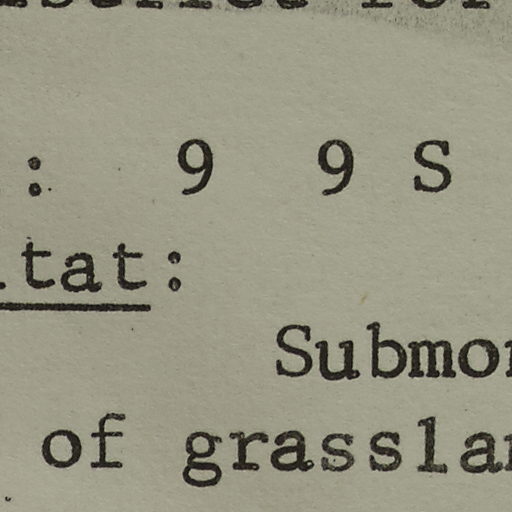 : 9 9 S
tat:
Submo
of grassla